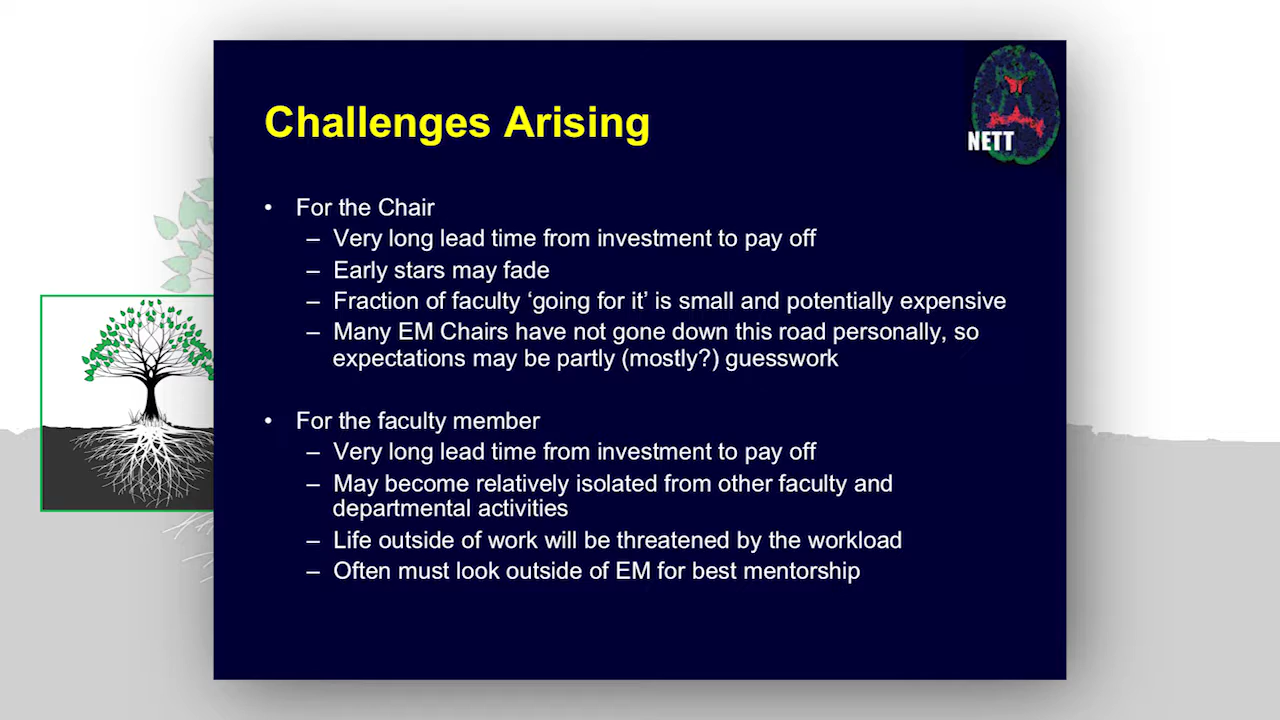 NETT
Challenges Arising
• For the Chair
– Very long lead time from investment to pay off
– Early stars may fade
– Fraction of faculty ‘going for it’ is small and potentially expensive
– Many EM Chairs have not gone down this road personally, so
expectations may be partly (mostly?) guesswork
• For the faculty member
– Very long lead time from investment to pay off
– May become relatively isolated from other faculty and
departmental activities
– Life outside of work will be threatened by the workload
– Often must look outside of EM for best mentorship